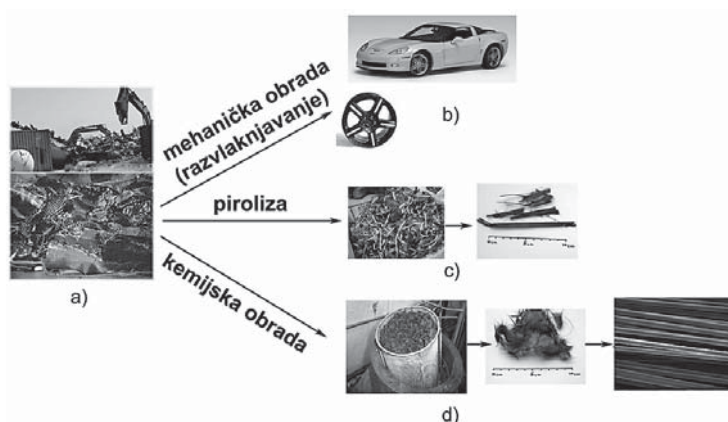 mehanička obrada
(razvlaknjavanje)
b)
piroliza
c)
a)
kemijska obrada
d)